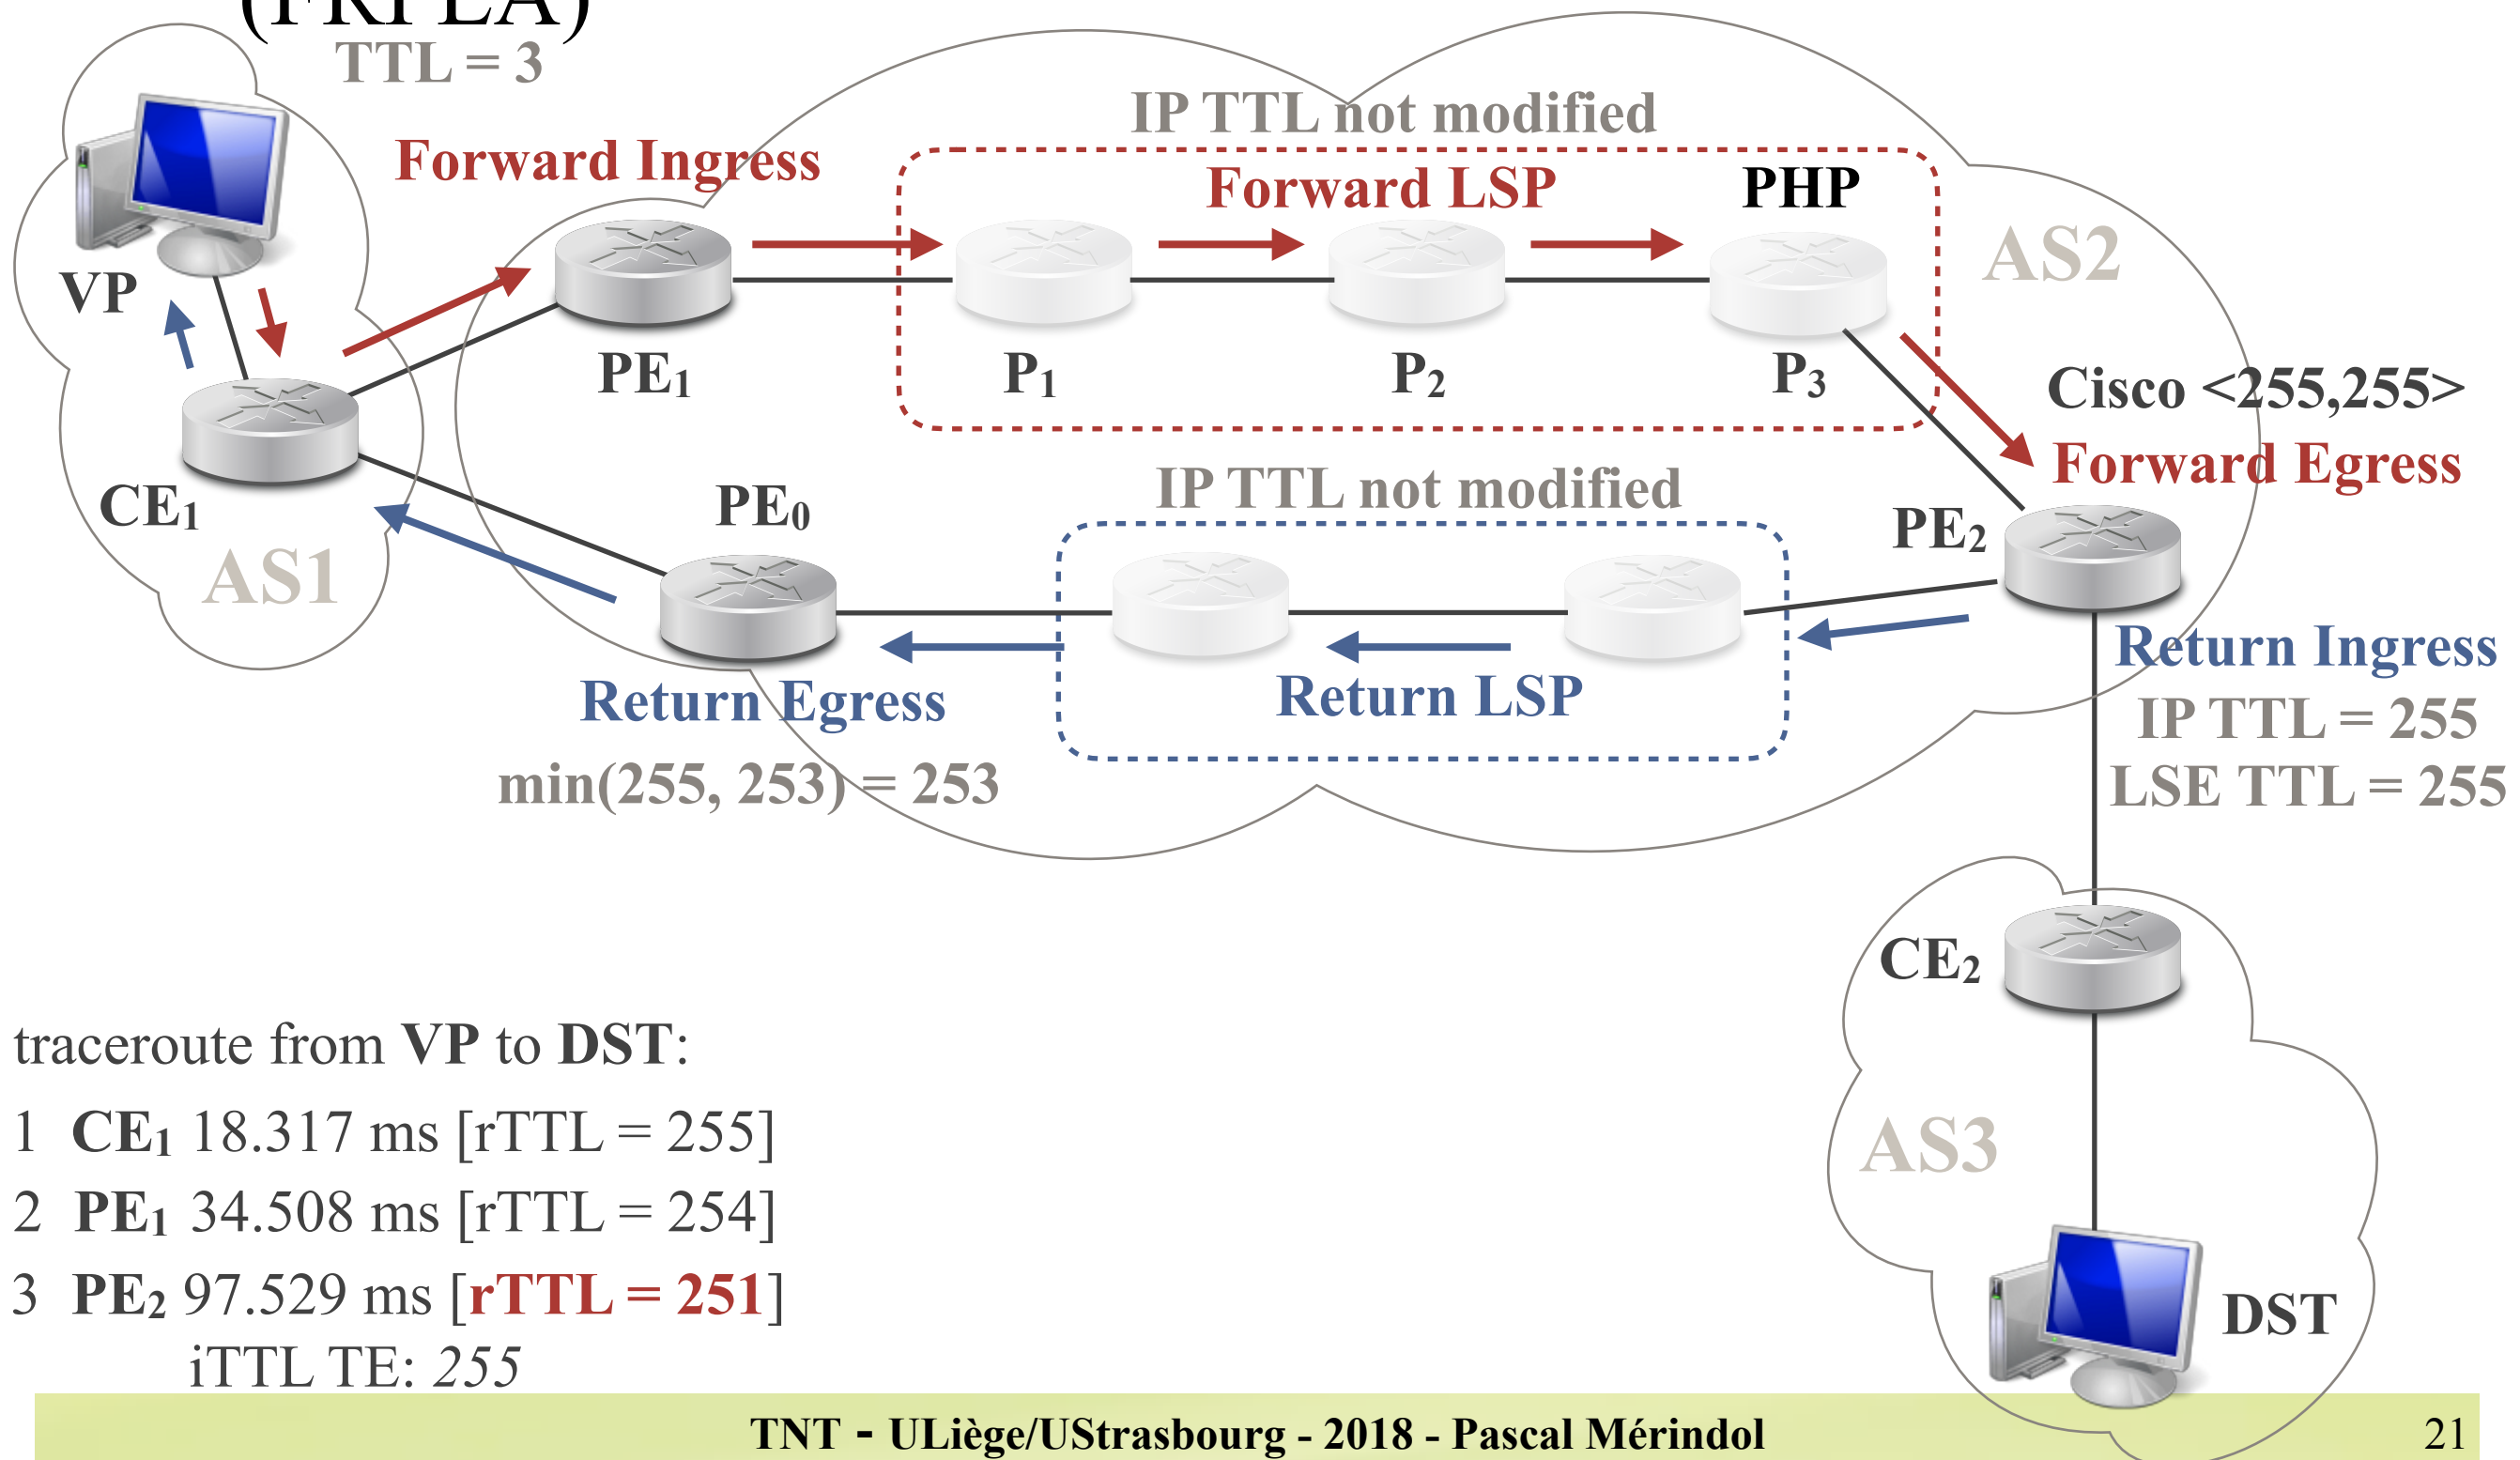 (FRPLA)
TTL = 3
IP TTL not modified
Forward Ingress
Forward LSP
PHP
AS2
VP
PE1
P1
P2
P3
Cisco <255,255>
Forward Egress
IP TTL not modified
CE1
PE0
PE2
AS1
Return Ingress
Return Egress
Return LSP
IP TTL = 255
min(255, 253) = 253
LSE TTL = 255
CE2
traceroute from VP to DST:
1 CE1 18.317 ms [rTTL = 255]
2 PE1 34.508 ms [rTTL = 254]
3 PE2 97.529 ms [rTTL = 251]
iTTL TE: 255
AS3
DST
TNT - ULiège/UStrasbourg - 2018 - Pascal Mérindol
21